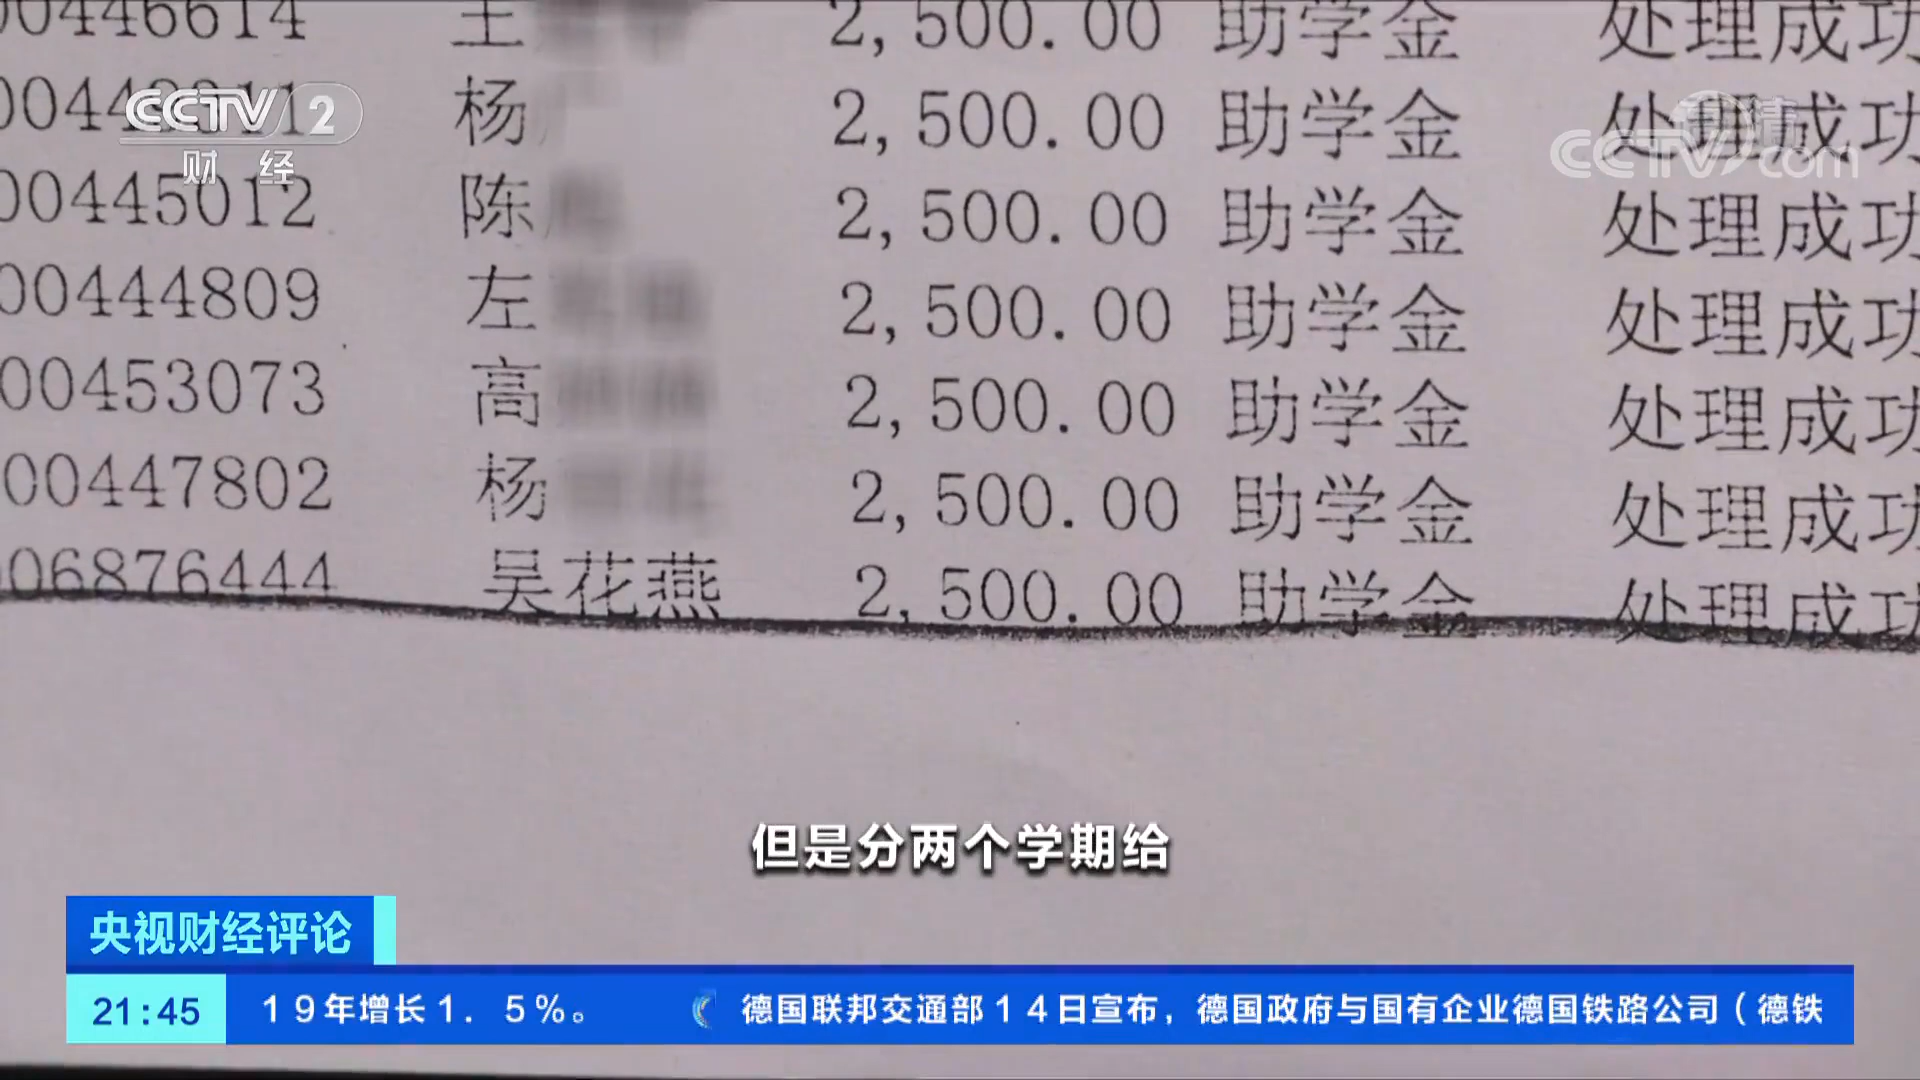 00446614 王 2,500.00 助学金 处理成功
杨 2,500.00 助学金 处理成功
00445012 陈 2,500.00 助学金 处理成功
00444809 左 2,500.00 助学金 处理成功
00453073 高 2,500.00 助学金 处理成功
00447802 杨 2,500.00 助学金 处理成功
006876444 吴花燕 2,500.00 助学金 处理成功
CCTV 2
财经
高清
CCTV.com
但是分两个学期给
央视财经评论
21:45 19年增长1.5%。 德国联邦交通部14日宣布，德国政府与国有企业德国铁路公司（德铁